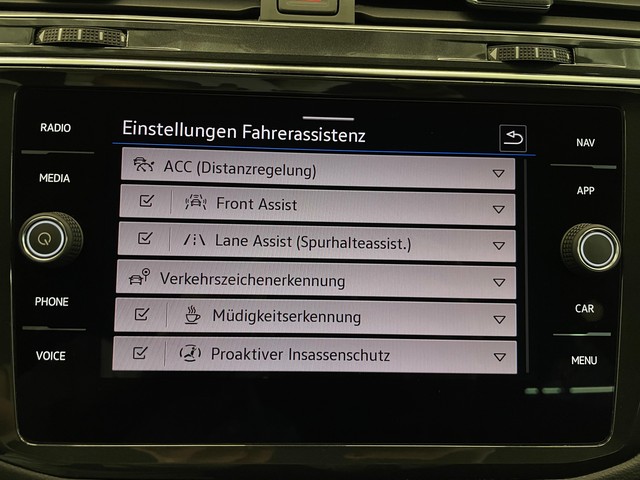 RADIO
MEDIA
PHONE
VOICE
Einstellungen Fahrerassistenz
ACC (Distanzregelung)
Front Assist
Lane Assist (Spurhalteassist.)
Verkehrszeichenerkennung
Müdigkeitserkennung
Proaktiver Insassenschutz
NAV
APP
CAR
MENU